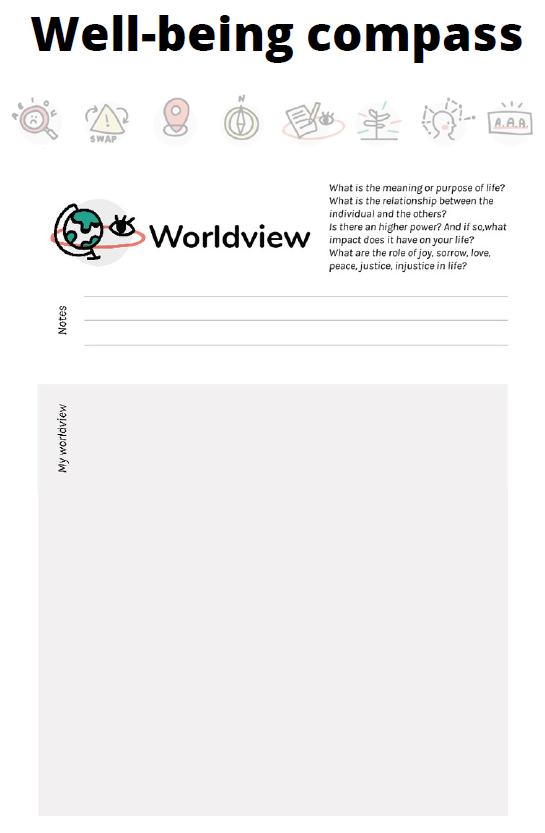 Well-being compass
N
SWAP
A.A.A.
Worldview
What is the meaning or purpose of life?
What is the relationship between the
individual and the others?
Is there an higher power? And if so,what
impact does it have on your life?
What are the role of joy, sorrow, love,
peace, justice, injustice in life?
Notes
My worldview